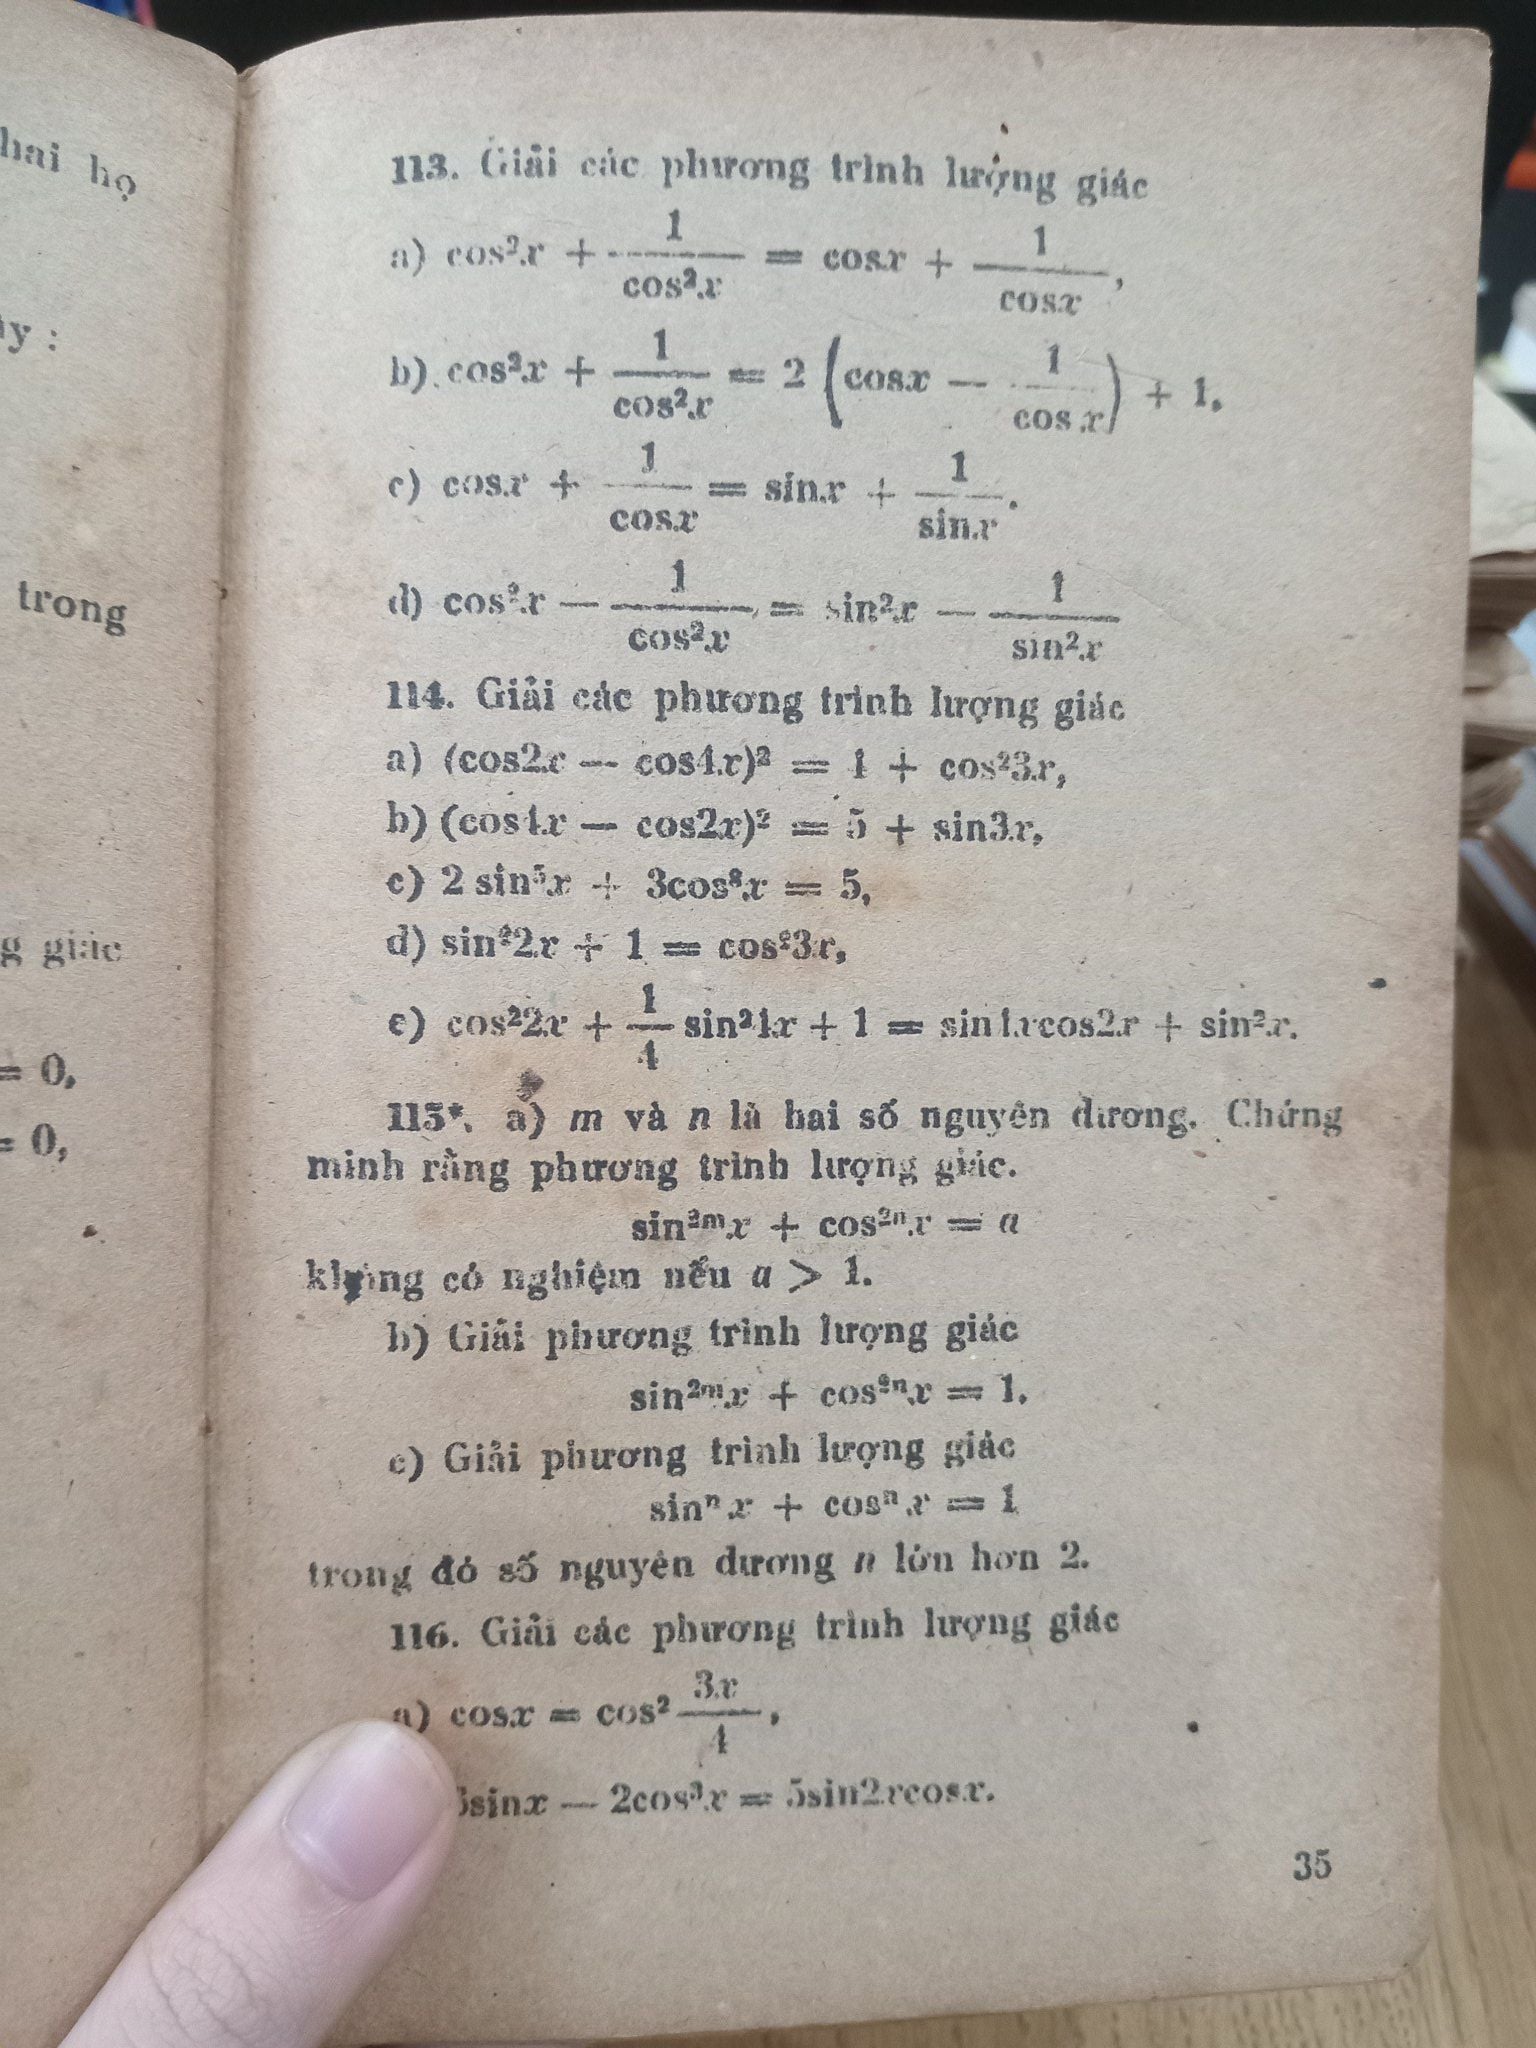 hai họ
ày :
trong
g giác
= 0,
= 0,
113. Giải các phương trình lượng giác
a) cos²x + 1/cos²x = cosx + 1/cosx,
b) cos²x + 1/cos²x = 2 (cosx — 1/cosx) + 1,
c) cosx + 1/cosx = sinx + 1/sinx.
d) cos²x — 1/cos²x = sin²x — 1/sin²x
114. Giải các phương trình lượng giác
a) (cos2x — cos4x)² = 1 + cos²3x,
b) (cos4x — cos2x)² = 5 + sin3x,
c) 2 sin⁵x + 3cos⁸x = 5,
d) sin²2x + 1 = cos²3x,
e) cos²2x + 1/4 sin²4x + 1 = sin4xcos2x + sin²x.
115*. a) m và n là hai số nguyên dương. Chứng
minh rằng phương trình lượng giác.
sin²ᵐx + cos²ⁿx = a
không có nghiệm nếu a > 1.
b) Giải phương trình lượng giác
sin²ᵐx + cos²ⁿx = 1.
c) Giải phương trình lượng giác
sinⁿx + cosⁿx = 1
trong đó số nguyên dương n lớn hơn 2.
116. Giải các phương trình lượng giác
a) cosx = cos² 3x/4,
6sinx — 2cos³x = 5sin2xcosx.
35